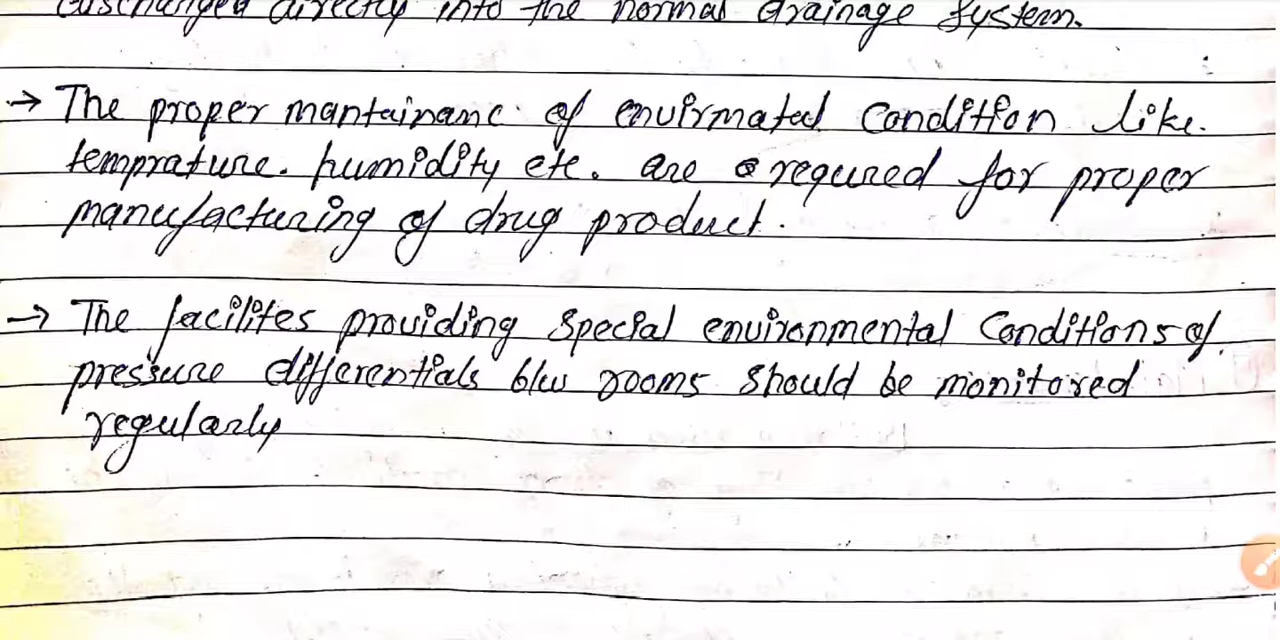 discharged directly into the normal drainage system.
→ The proper mantainanc of envirmated condition like.
temprature. humidity etc. are requred for proper
manufacturing of drug product.
→ The facilites providing special environmental conditions of
pressure differentials b/w rooms should be monitored
regularly